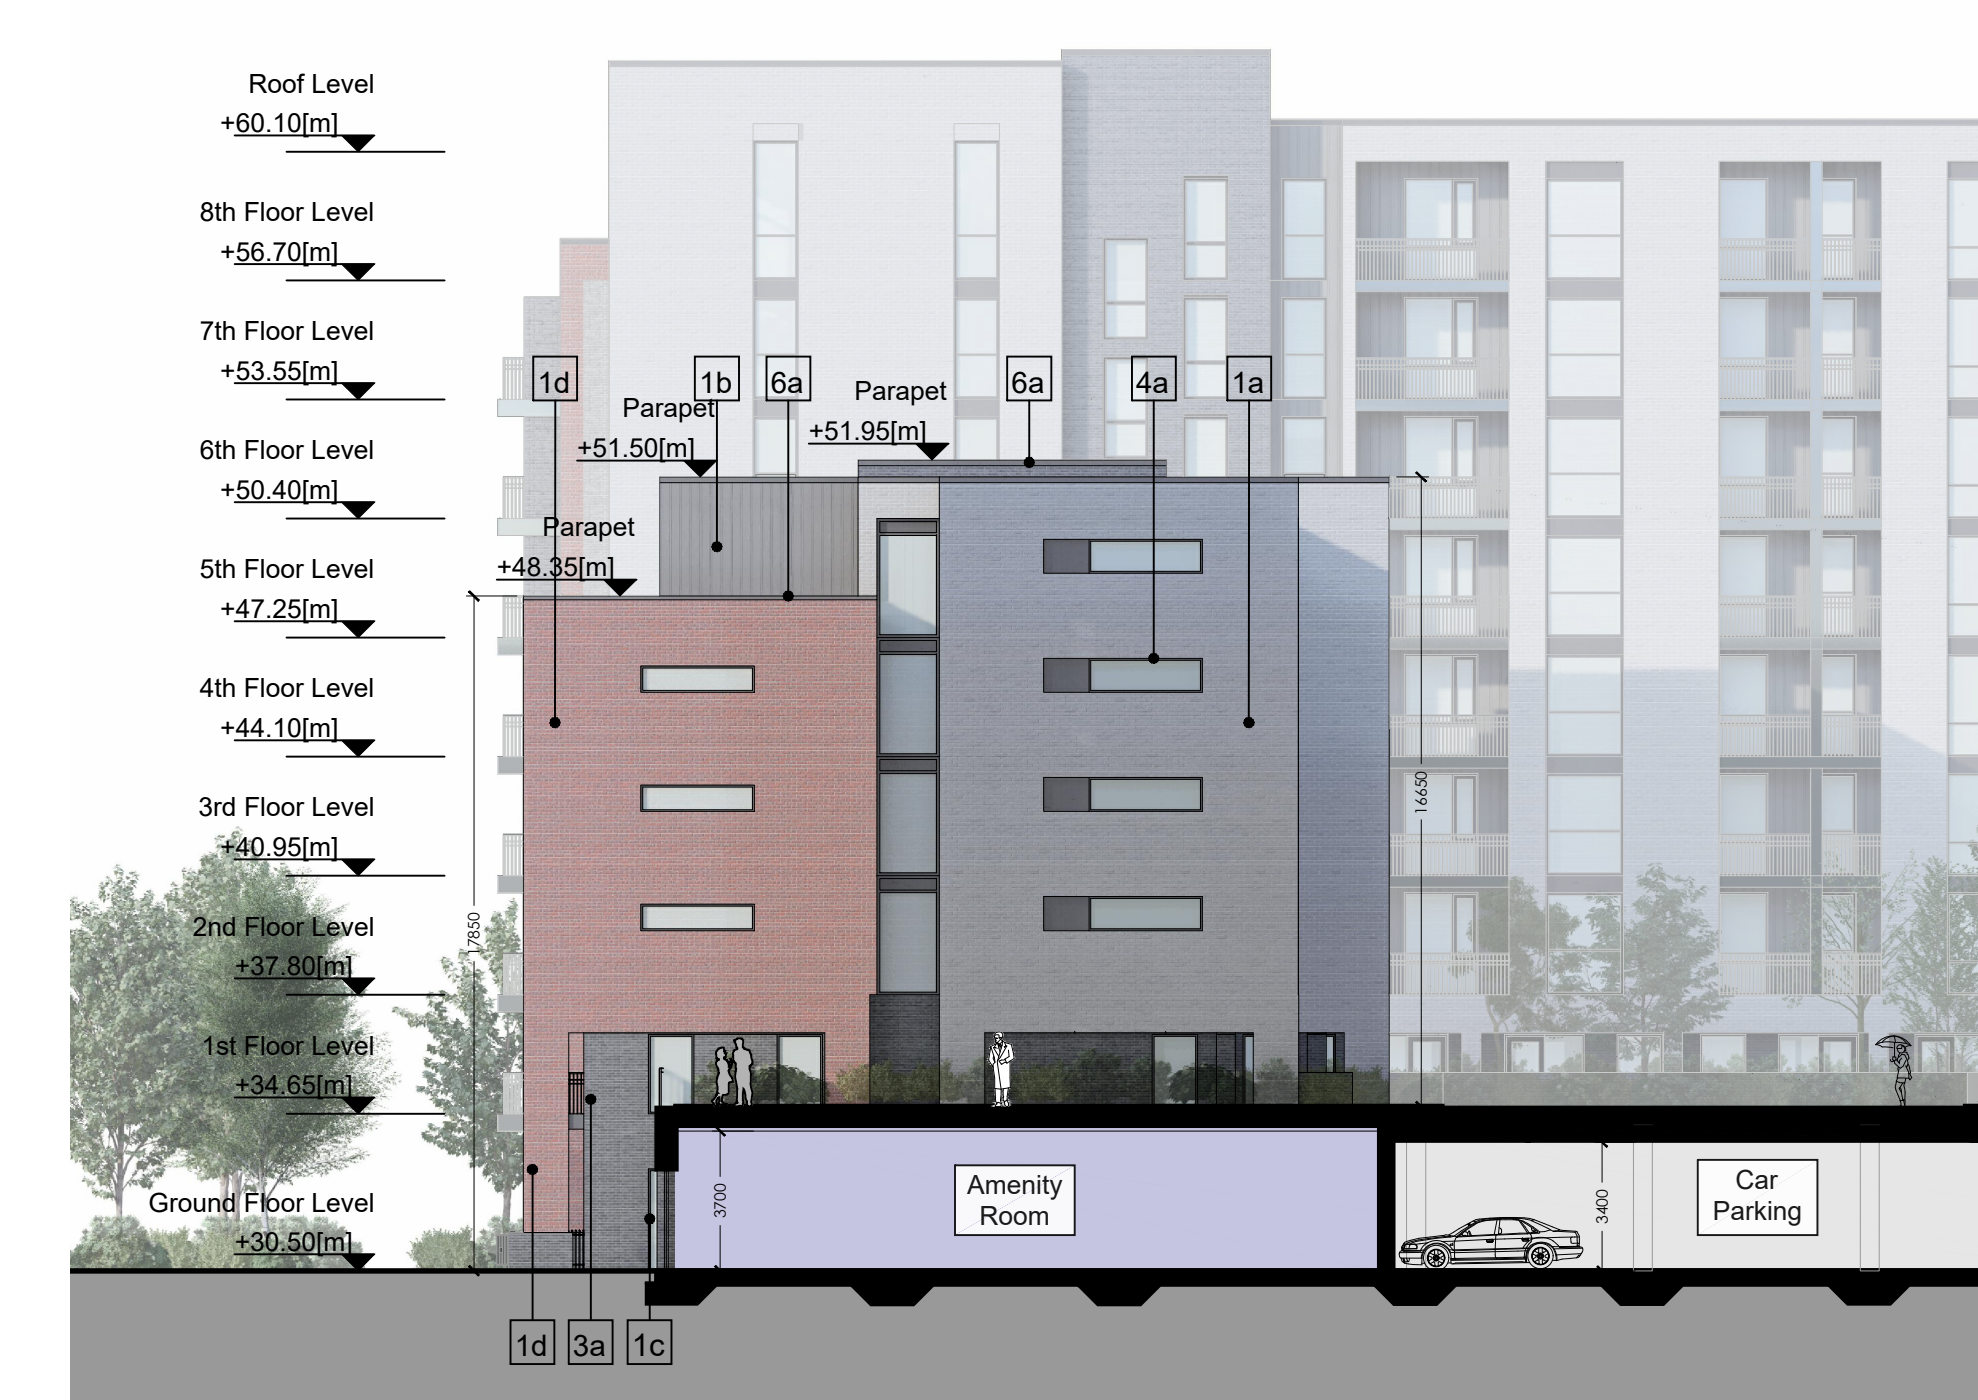 Roof Level
+60.10[m]
8th Floor Level
+56.70[m]
7th Floor Level
+53.55[m]
1d
1b
6a
6a
4a
1a
Parapet
+51.50[m]
Parapet
+51.95[m]
6th Floor Level
+50.40[m]
Parapet
+48.35[m]
5th Floor Level
+47.25[m]
4th Floor Level
+44.10[m]
3rd Floor Level
+40.95[m]
16650
2nd Floor Level
+37.80[m]
17850
1st Floor Level
+34.65[m]
Ground Floor Level
+30.50[m]
3700
Amenity
Room
3400
Car
Parking
1d
3a
1c